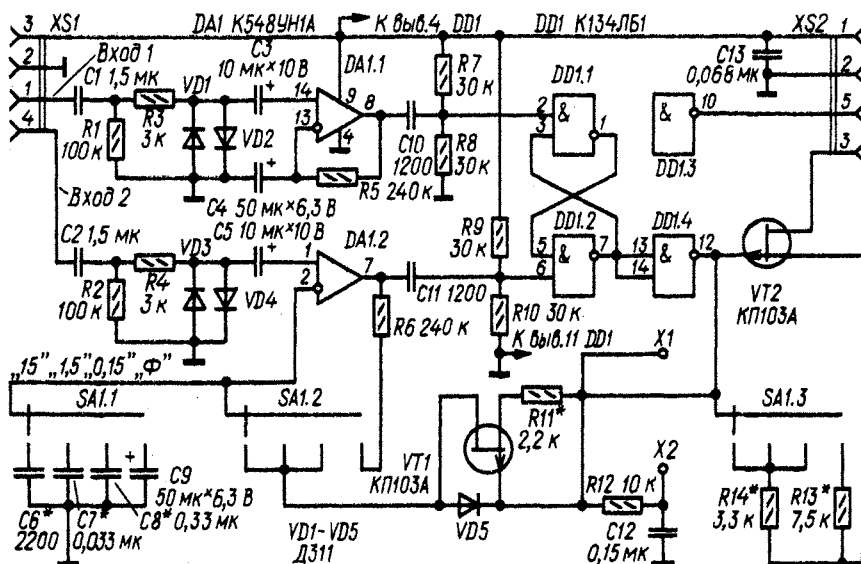 3 XS1 DA1 К548УН1А К выв.4 DD1 DD1 К134ЛБ1 XS2 1
2 Вход 1 C3 10 мк×10 В DA1.1 R7 30 к C13 0,068 мк 2
1 C1 1,5 мк VD1 14 9 8 DD1.1 5
4 R3 3 к 13 4 2 & 1 10 3
R1 100 к VD2 C10 1200 3 R8 30 к DD1.3
R5 240 к
Вход 2 C4 50 мк×6,3 В
C5 10 мк×10 В R9 30 к DD1.2 DD1.4
C2 1,5 мк VD3 DA1.2
1 7 5 & 7 13 & 12
R4 3 к 2 C11 1200 6 14
R2 100 к VD4 R6 240 к R10 30 к VT2 КП103А
К выв.11 DD1 X1
„15" „1,5" „0,15" „Ф"
SA1.1 SA1.2 R11* 2,2 к SA1.3
VT1 КП103А X2
+ C9 50 мк×6,3 В R12 10 к R14* 3,3 к R13* 7,5 к
C6* 2200 C7* 0,033 мк C8* 0,33 мк VD5 C12 0,15 мк
VD1-VD5 Д311